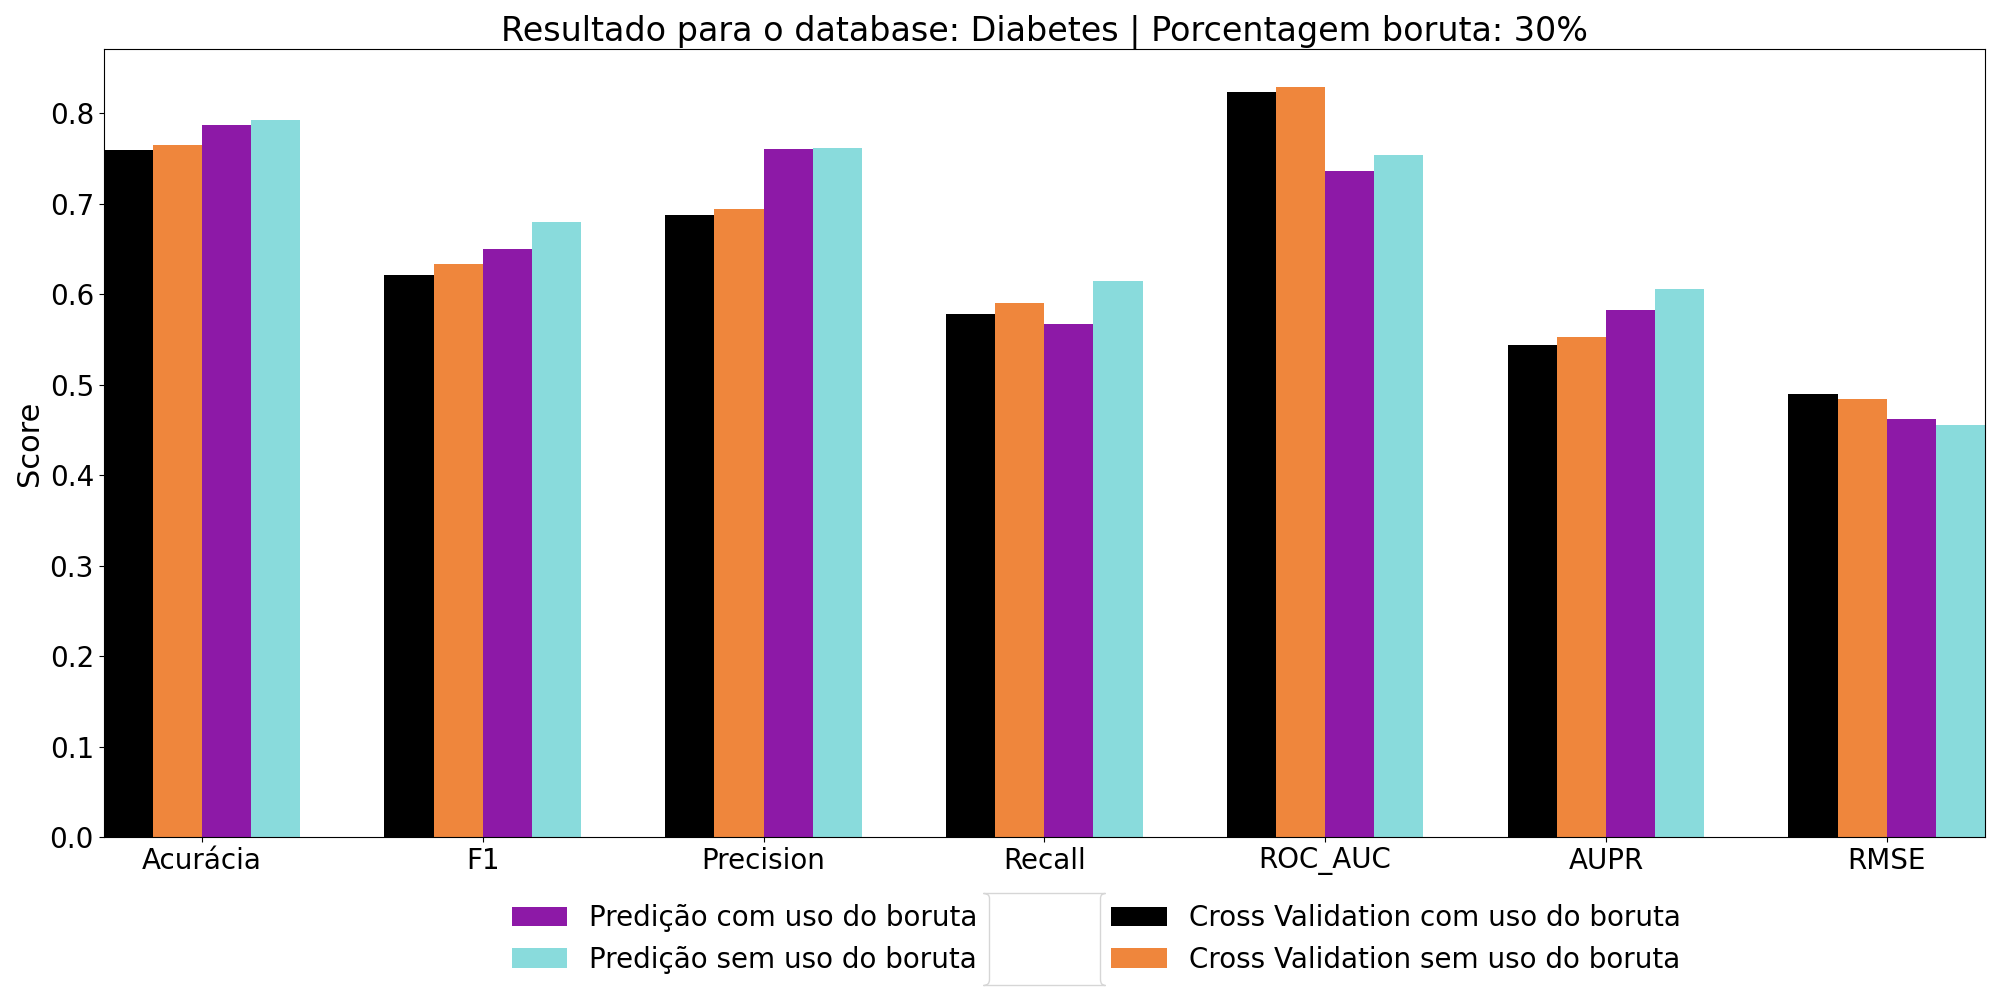 Resultado para o database: Diabetes | Porcentagem boruta: 30%
Score
0.8
0.7
0.6
0.5
0.4
0.3
0.2
0.1
0.0
Acurácia F1 Precision Recall ROC_AUC AUPR RMSE
Predição com uso do boruta
Predição sem uso do boruta
Cross Validation com uso do boruta
Cross Validation sem uso do boruta